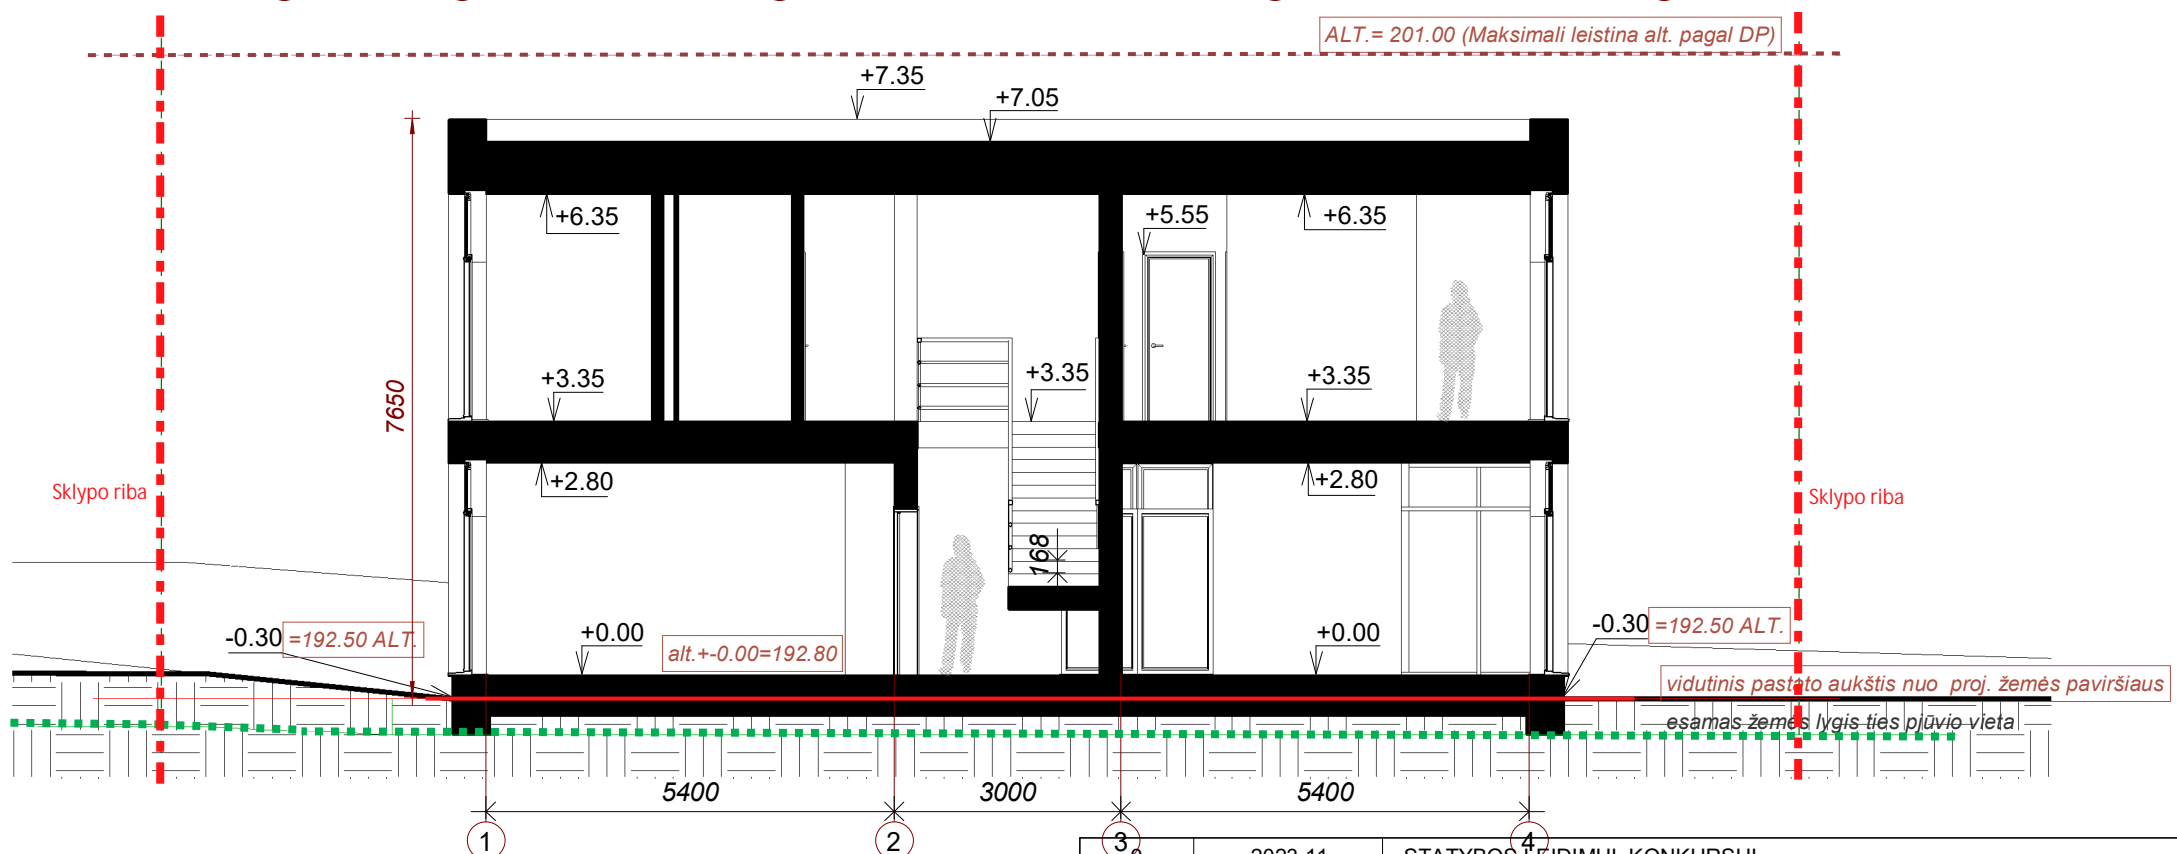 ALT.= 201.00 (Maksimali leistina alt. pagal DP)
+7.35
+7.05
+6.35
+5.55
+6.35
+3.35
+3.35
+3.35
7650
Sklypo riba
+2.80
+2.80
Sklypo riba
168
-0.30 =192.50 ALT.
+0.00
alt.+-0.00=192.80
+0.00
-0.30 =192.50 ALT.
vidutinis pastato aukštis nuo proj. žemės paviršiaus
esamas žemės lygis ties pjūvio vieta
5400
3000
5400
1
2
3
4